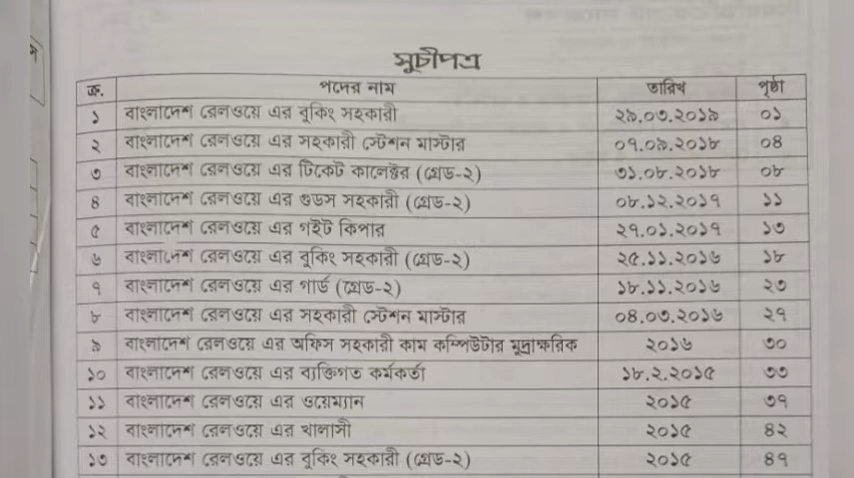 সূচীপত্র
ক্র. পদের নাম তারিখ পৃষ্ঠা
১ বাংলাদেশ রেলওয়ে এর বুকিং সহকারী ২৯.০৩.২০১৯ ০১
২ বাংলাদেশ রেলওয়ে এর সহকারী স্টেশন মাস্টার ০৭.০৯.২০১৮ ০৪
৩ বাংলাদেশ রেলওয়ে এর টিকেট কালেক্টর (গ্রেড-২) ৩১.০৮.২০১৮ ০৮
৪ বাংলাদেশ রেলওয়ে এর গুডস সহকারী (গ্রেড-২) ০৮.১২.২০১৭ ১১
৫ বাংলাদেশ রেলওয়ে এর গইট কিপার ২৭.০১.২০১৭ ১৩
৬ বাংলাদেশ রেলওয়ে এর বুকিং সহকারী (গ্রেড-২) ২৫.১১.২০১৬ ১৮
৭ বাংলাদেশ রেলওয়ে এর গার্ড (গ্রেড-২) ১৮.১১.২০১৬ ২৩
৮ বাংলাদেশ রেলওয়ে এর সহকারী স্টেশন মাস্টার ০৪.০৩.২০১৬ ২৭
৯ বাংলাদেশ রেলওয়ে এর অফিস সহকারী কাম কম্পিউটার মুদ্রাক্ষরিক ২০১৬ ৩০
১০ বাংলাদেশ রেলওয়ে এর ব্যক্তিগত কর্মকর্তা ১৮.২.২০১৫ ৩৩
১১ বাংলাদেশ রেলওয়ে এর ওয়েম্যান ২০১৫ ৩৭
১২ বাংলাদেশ রেলওয়ে এর খালাসী ২০১৫ ৪২
১৩ বাংলাদেশ রেলওয়ে এর বুকিং সহকারী (গ্রেড-২) ২০১৫ ৪৭